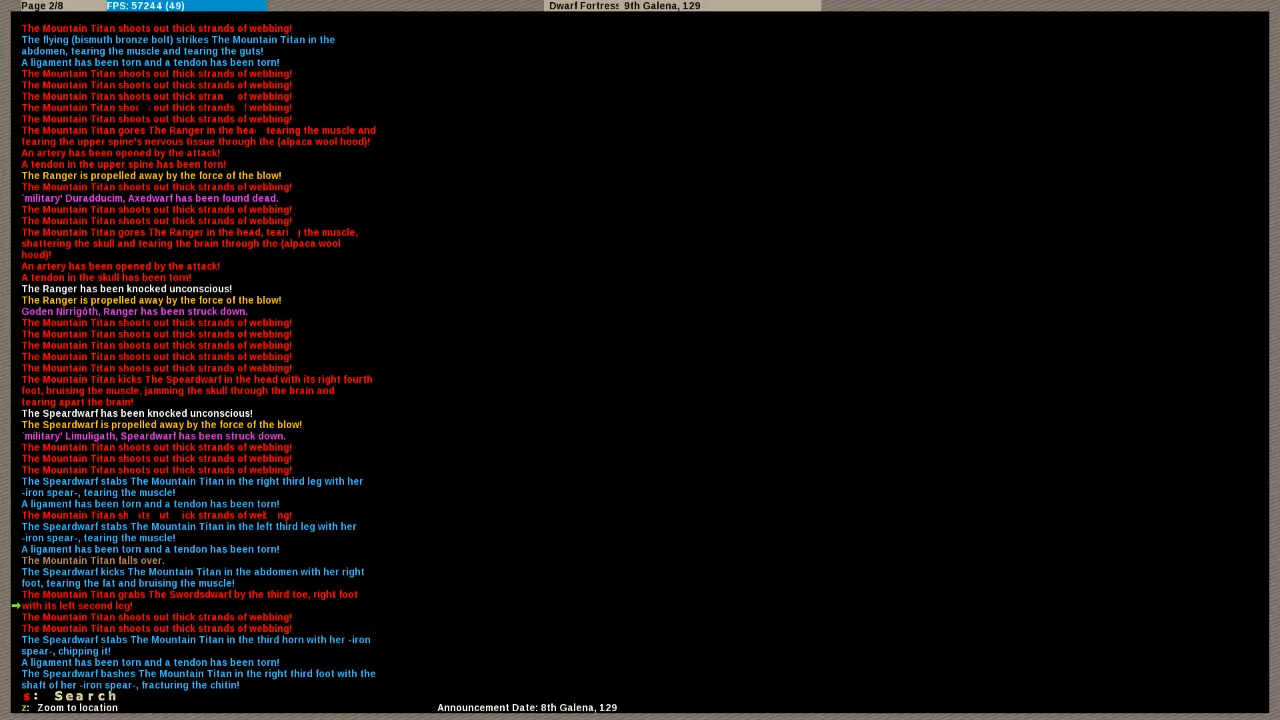 Page 2/8 FPS: 57244 (49) Dwarf Fortress 9th Galena, 129
The Mountain Titan shoots out thick strands of webbing!
The flying (bismuth bronze bolt) strikes The Mountain Titan in the
abdomen, tearing the muscle and tearing the guts!
A ligament has been torn and a tendon has been torn!
The Mountain Titan shoots out thick strands of webbing!
The Mountain Titan shoots out thick strands of webbing!
The Mountain Titan shoots out thick stran of webbing!
The Mountain Titan shoo out thick strands f webbing!
The Mountain Titan shoots out thick strands of webbing!
The Mountain Titan gores The Ranger in the hea tearing the muscle and
tearing the upper spine's nervous tissue through the (alpaca wool hood)!
An artery has been opened by the attack!
A tendon in the upper spine has been torn!
The Ranger is propelled away by the force of the blow!
The Mountain Titan shoots out thick strands of webbing!
`military' Duradducim, Axedwarf has been found dead.
The Mountain Titan shoots out thick strands of webbing!
The Mountain Titan shoots out thick strands of webbing!
The Mountain Titan gores The Ranger in the head, teari g the muscle,
shattering the skull and tearing the brain through the (alpaca wool
hood)!
An artery has been opened by the attack!
A tendon in the skull has been torn!
The Ranger has been knocked unconscious!
The Ranger is propelled away by the force of the blow!
Goden Nirrigòth, Ranger has been struck down.
The Mountain Titan shoots out thick strands of webbing!
The Mountain Titan shoots out thick strands of webbing!
The Mountain Titan shoots out thick strands of webbing!
The Mountain Titan shoots out thick strands of webbing!
The Mountain Titan shoots out thick strands of webbing!
The Mountain Titan kicks The Speardwarf in the head with its right fourth
foot, bruising the muscle, jamming the skull through the brain and
tearing apart the brain!
The Speardwarf has been knocked unconscious!
The Speardwarf is propelled away by the force of the blow!
`military' Limuligath, Speardwarf has been struck down.
The Mountain Titan shoots out thick strands of webbing!
The Mountain Titan shoots out thick strands of webbing!
The Mountain Titan shoots out thick strands of webbing!
The Speardwarf stabs The Mountain Titan in the right third leg with her
-iron spear-, tearing the muscle!
A ligament has been torn and a tendon has been torn!
The Mountain Titan sh ts ut ick strands of wet ng!
The Speardwarf stabs The Mountain Titan in the left third leg with her
-iron spear-, tearing the muscle!
A ligament has been torn and a tendon has been torn!
The Mountain Titan falls over.
The Speardwarf kicks The Mountain Titan in the abdomen with her right
foot, tearing the fat and bruising the muscle!
The Mountain Titan grabs The Swordsdwarf by the third toe, right foot
with its left second leg!
The Mountain Titan shoots out thick strands of webbing!
The Mountain Titan shoots out thick strands of webbing!
The Speardwarf stabs The Mountain Titan in the third horn with her -iron
spear-, chipping it!
A ligament has been torn and a tendon has been torn!
The Speardwarf bashes The Mountain Titan in the right third foot with the
shaft of her -iron spear-, fracturing the chitin!
s: Search
z: Zoom to location Announcement Date: 8th Galena, 129